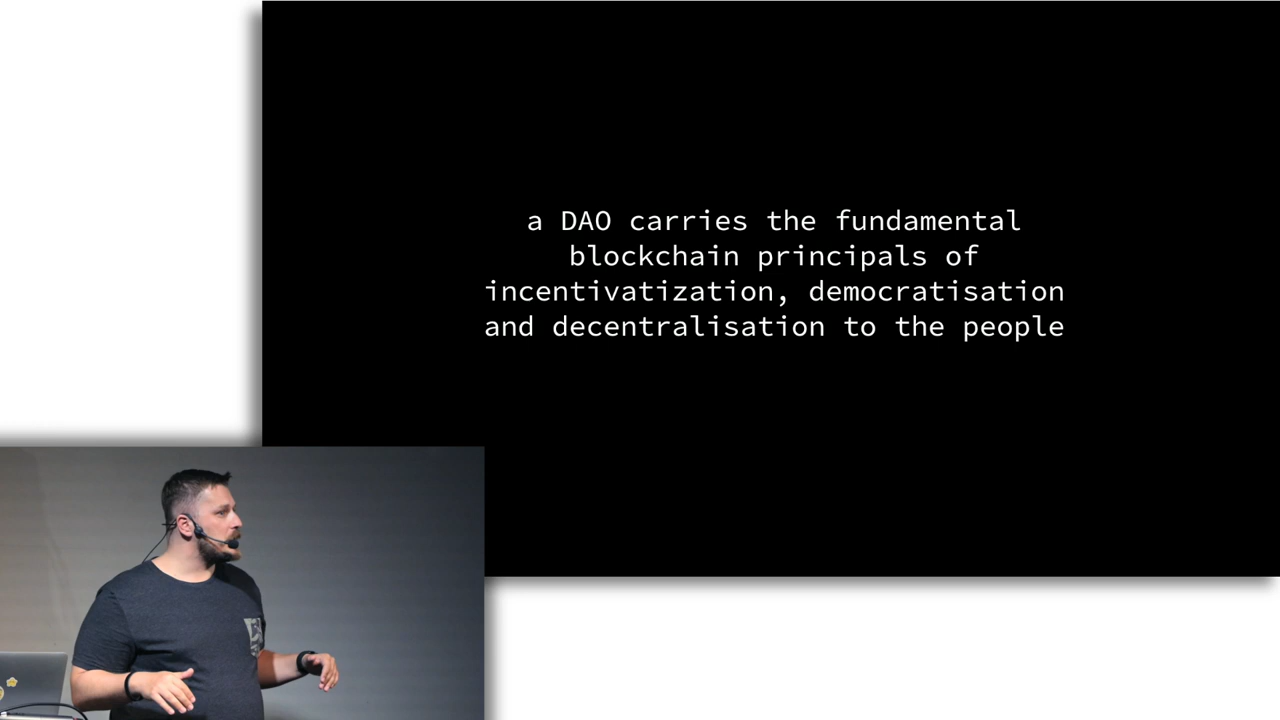 a DAO carries the fundamental
blockchain principals of
incentivatization, democratisation
and decentralisation to the people